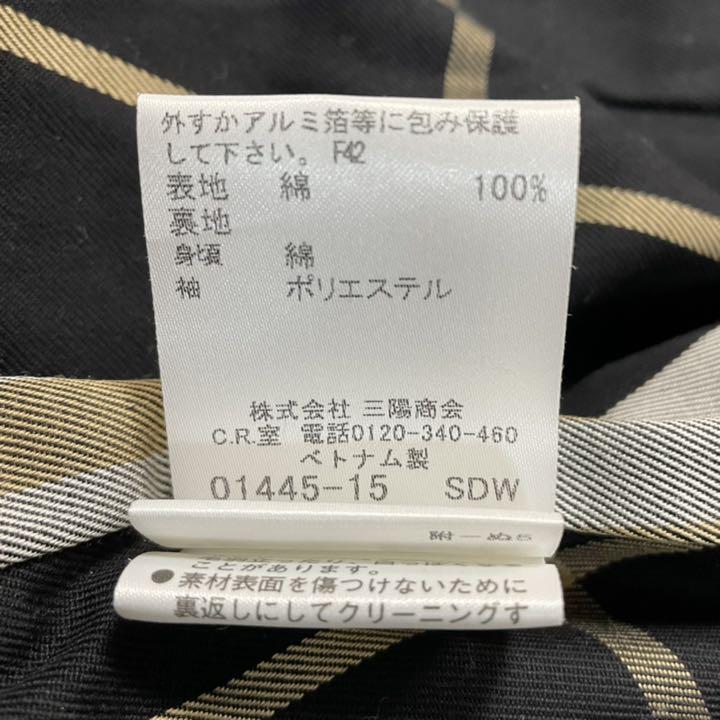 外すかアルミ箔等に包み保護
して下さい。 F42
表地 綿 100%
裏地
身頃 綿
袖 ポリエステル
株式会社 三陽商会
C.R.室 電話0120-340-460
ベトナム製
01445-15 SDW
ことがあります。
●素材表面を傷つけないために
裏返しにしてクリーニングす